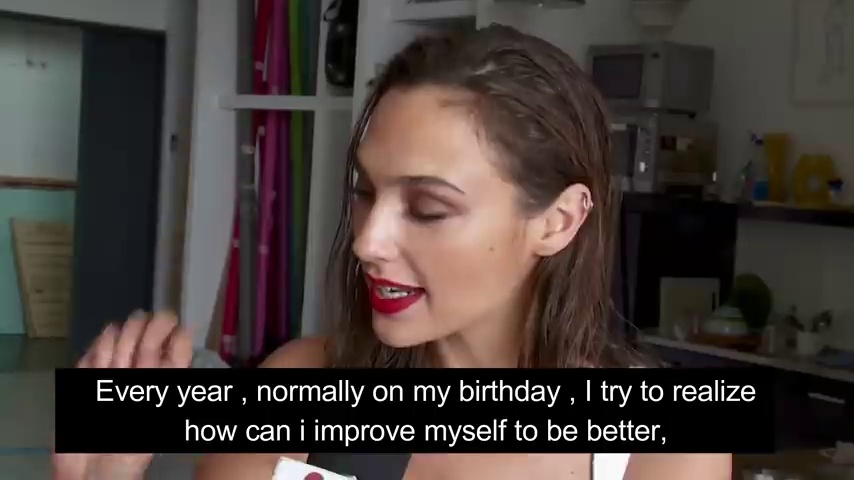 Every year , normally on my birthday , I try to realize
how can i improve myself to be better,